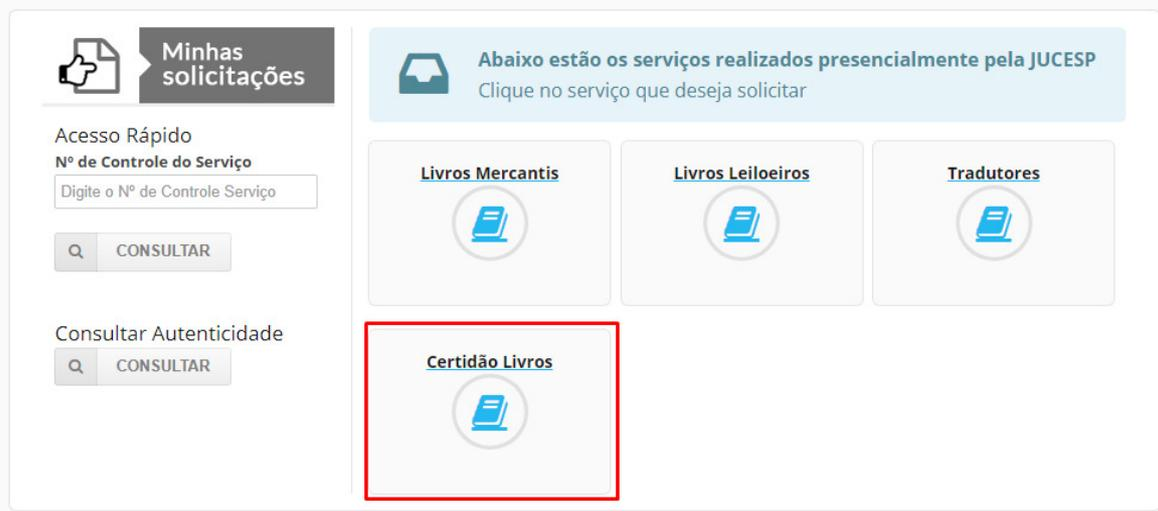 Minhas
solicitações
Acesso Rápido
Nº de Controle do Serviço
Digite o Nº de Controle Serviço
CONSULTAR
Consultar Autenticidade
CONSULTAR
Abaixo estão os serviços realizados presencialmente pela JUCESP
Clique no serviço que deseja solicitar
Livros Mercantis
Livros Leiloeiros
Tradutores
Certidão Livros